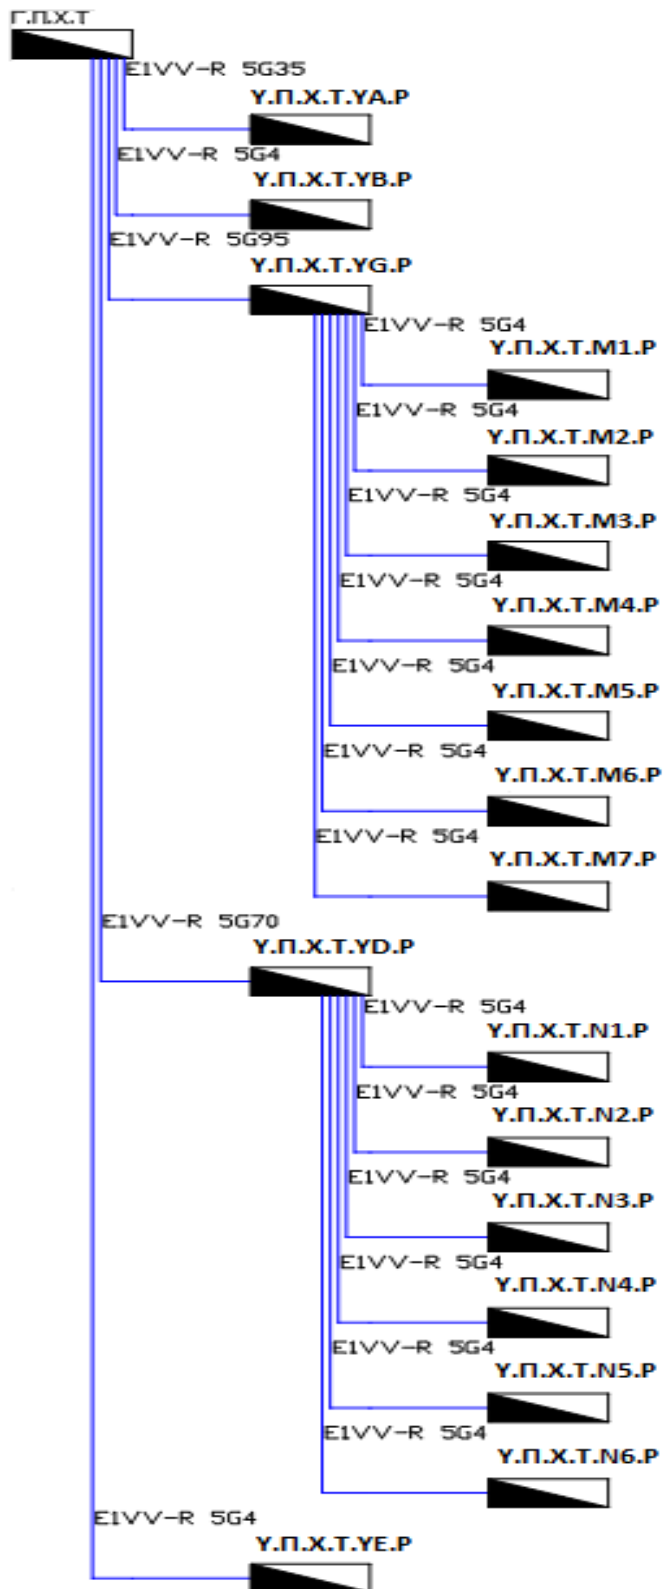 Γ.Π.Χ.Τ
E1VV-R 5G35
Υ.Π.Χ.Τ.YA.P
E1VV-R 5G4
Υ.Π.Χ.Τ.YB.P
E1VV-R 5G95
Υ.Π.Χ.Τ.YG.P
E1VV-R 5G4
Υ.Π.Χ.Τ.M1.P
E1VV-R 5G4
Υ.Π.Χ.Τ.M2.P
E1VV-R 5G4
Υ.Π.Χ.Τ.M3.P
E1VV-R 5G4
Υ.Π.Χ.Τ.M4.P
E1VV-R 5G4
Υ.Π.Χ.Τ.M5.P
E1VV-R 5G4
Υ.Π.Χ.Τ.M6.P
E1VV-R 5G4
Υ.Π.Χ.Τ.M7.P
E1VV-R 5G70
Υ.Π.Χ.Τ.YD.P
E1VV-R 5G4
Υ.Π.Χ.Τ.N1.P
E1VV-R 5G4
Υ.Π.Χ.Τ.N2.P
E1VV-R 5G4
Υ.Π.Χ.Τ.N3.P
E1VV-R 5G4
Υ.Π.Χ.Τ.N4.P
E1VV-R 5G4
Υ.Π.Χ.Τ.N5.P
E1VV-R 5G4
Υ.Π.Χ.Τ.N6.P
E1VV-R 5G4
Υ.Π.Χ.Τ.YE.P